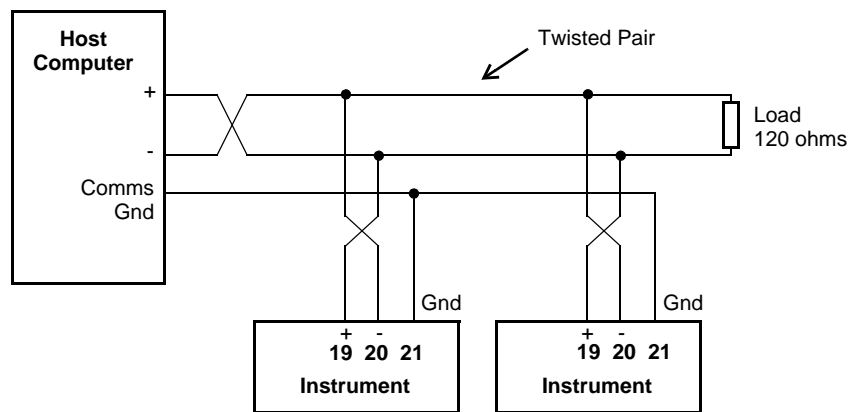 Host
Computer
Twisted Pair
+
-
Load
120 ohms
Comms
Gnd
Gnd
Gnd
+ -
19 20 21
Instrument
+ -
19 20 21
Instrument